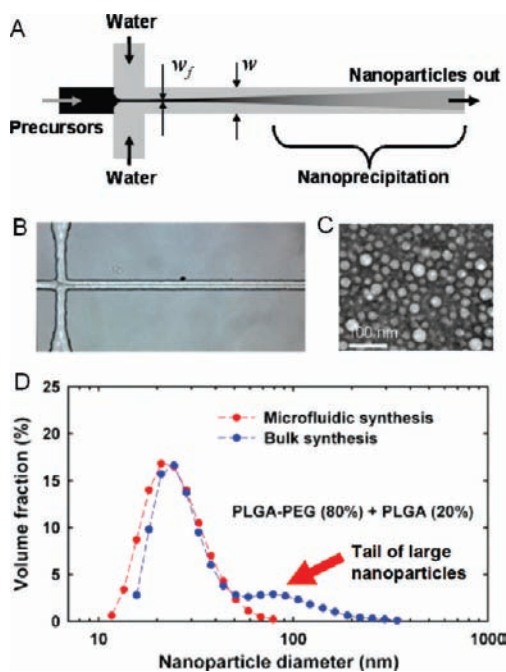 A
Water
w_f
w
Nanoparticles out
Precursors
Water
Nanoprecipitation
B
C
100 nm
D
25
20
15
10
5
0
Volume fraction (%)
Microfluidic synthesis
Bulk synthesis
PLGA-PEG (80%) + PLGA (20%)
Tail of large
nanoparticles
10
100
1000
Nanoparticle diameter (nm)